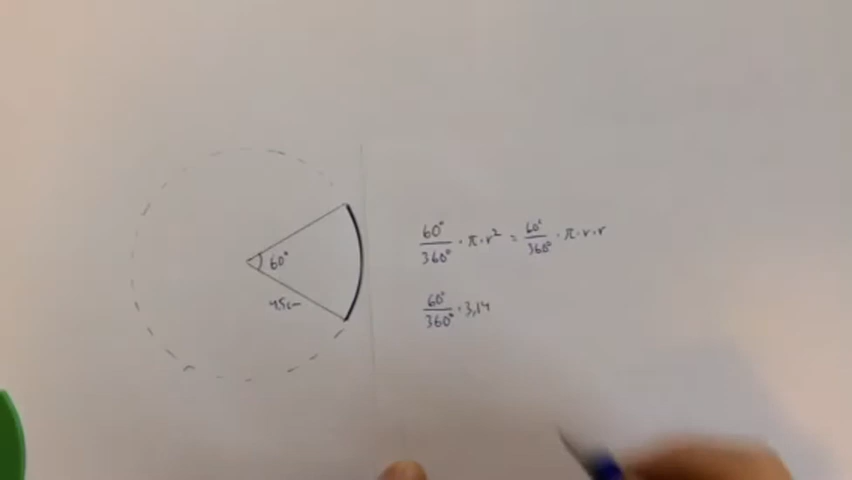 60°
4,5cm
60°/360° · π · r² = 60°/360° · π · r · r
60°/360° · 3,14